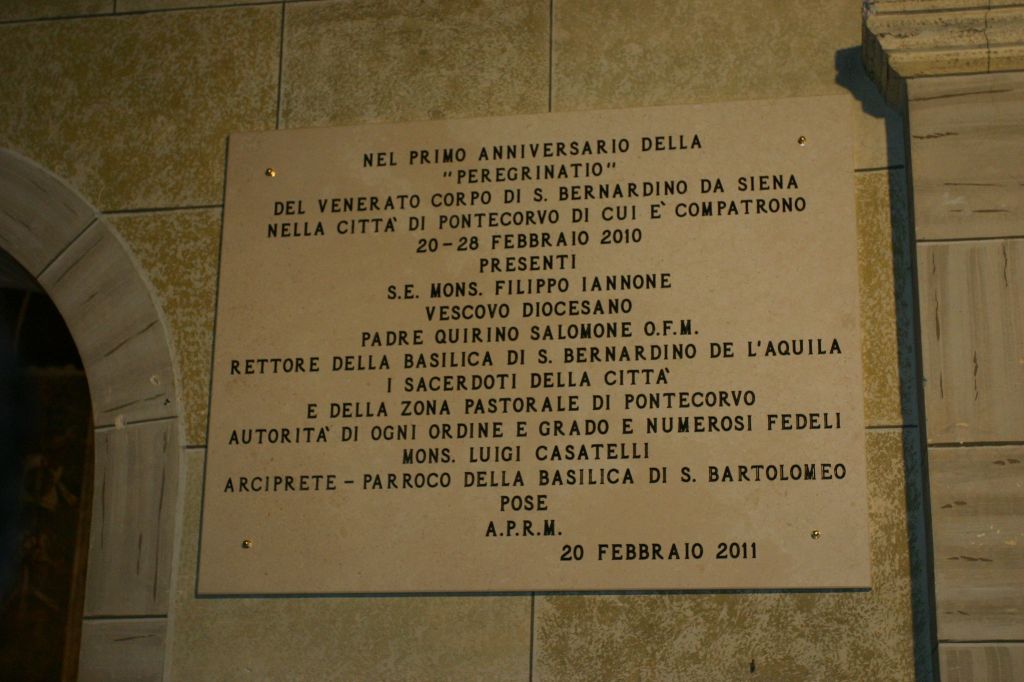 NEL PRIMO ANNIVERSARIO DELLA
"PEREGRINATIO"
DEL VENERATO CORPO DI S. BERNARDINO DA SIENA
NELLA CITTA' DI PONTECORVO DI CUI E' COMPATRONO
20-28 FEBBRAIO 2010
PRESENTI
S.E. MONS. FILIPPO IANNONE
VESCOVO DIOCESANO
PADRE QUIRINO SALOMONE O.F.M.
RETTORE DELLA BASILICA DI S. BERNARDINO DE L'AQUILA
I SACERDOTI DELLA CITTA'
E DELLA ZONA PASTORALE DI PONTECORVO
AUTORITA' DI OGNI ORDINE E GRADO E NUMEROSI FEDELI
MONS. LUIGI CASATELLI
ARCIPRETE - PARROCO DELLA BASILICA DI S. BARTOLOMEO
POSE
A.P.R.M.
20 FEBBRAIO 2011